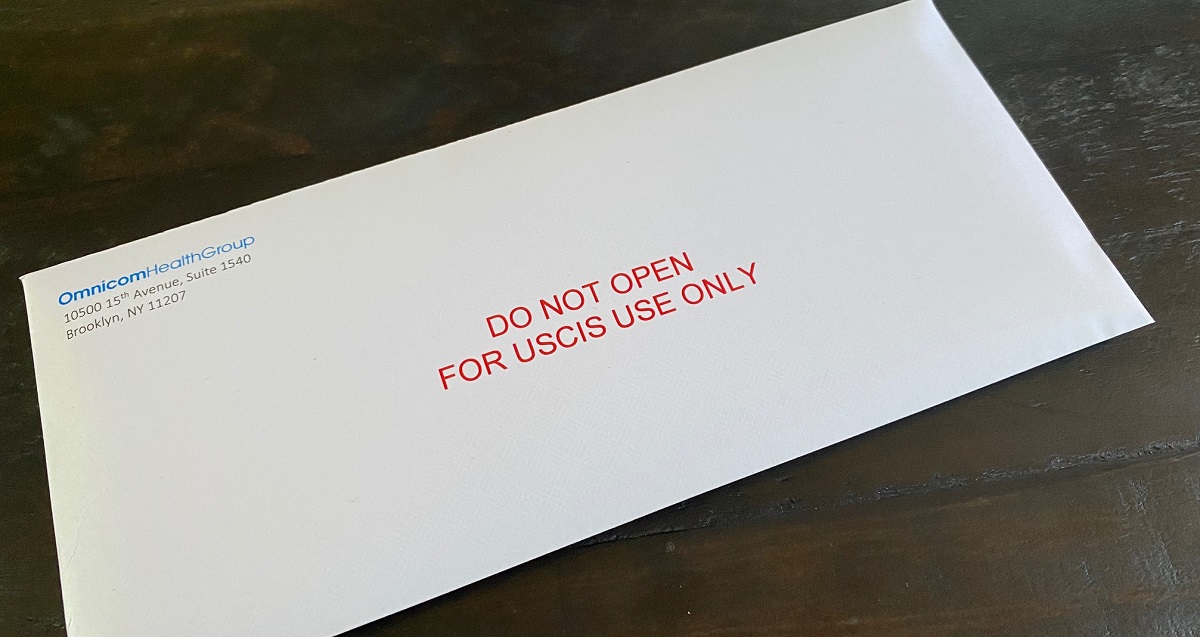 OmnicomHealthGroup
10500 15th Avenue, Suite 1540
Brooklyn, NY 11207
DO NOT OPEN
FOR USCIS USE ONLY